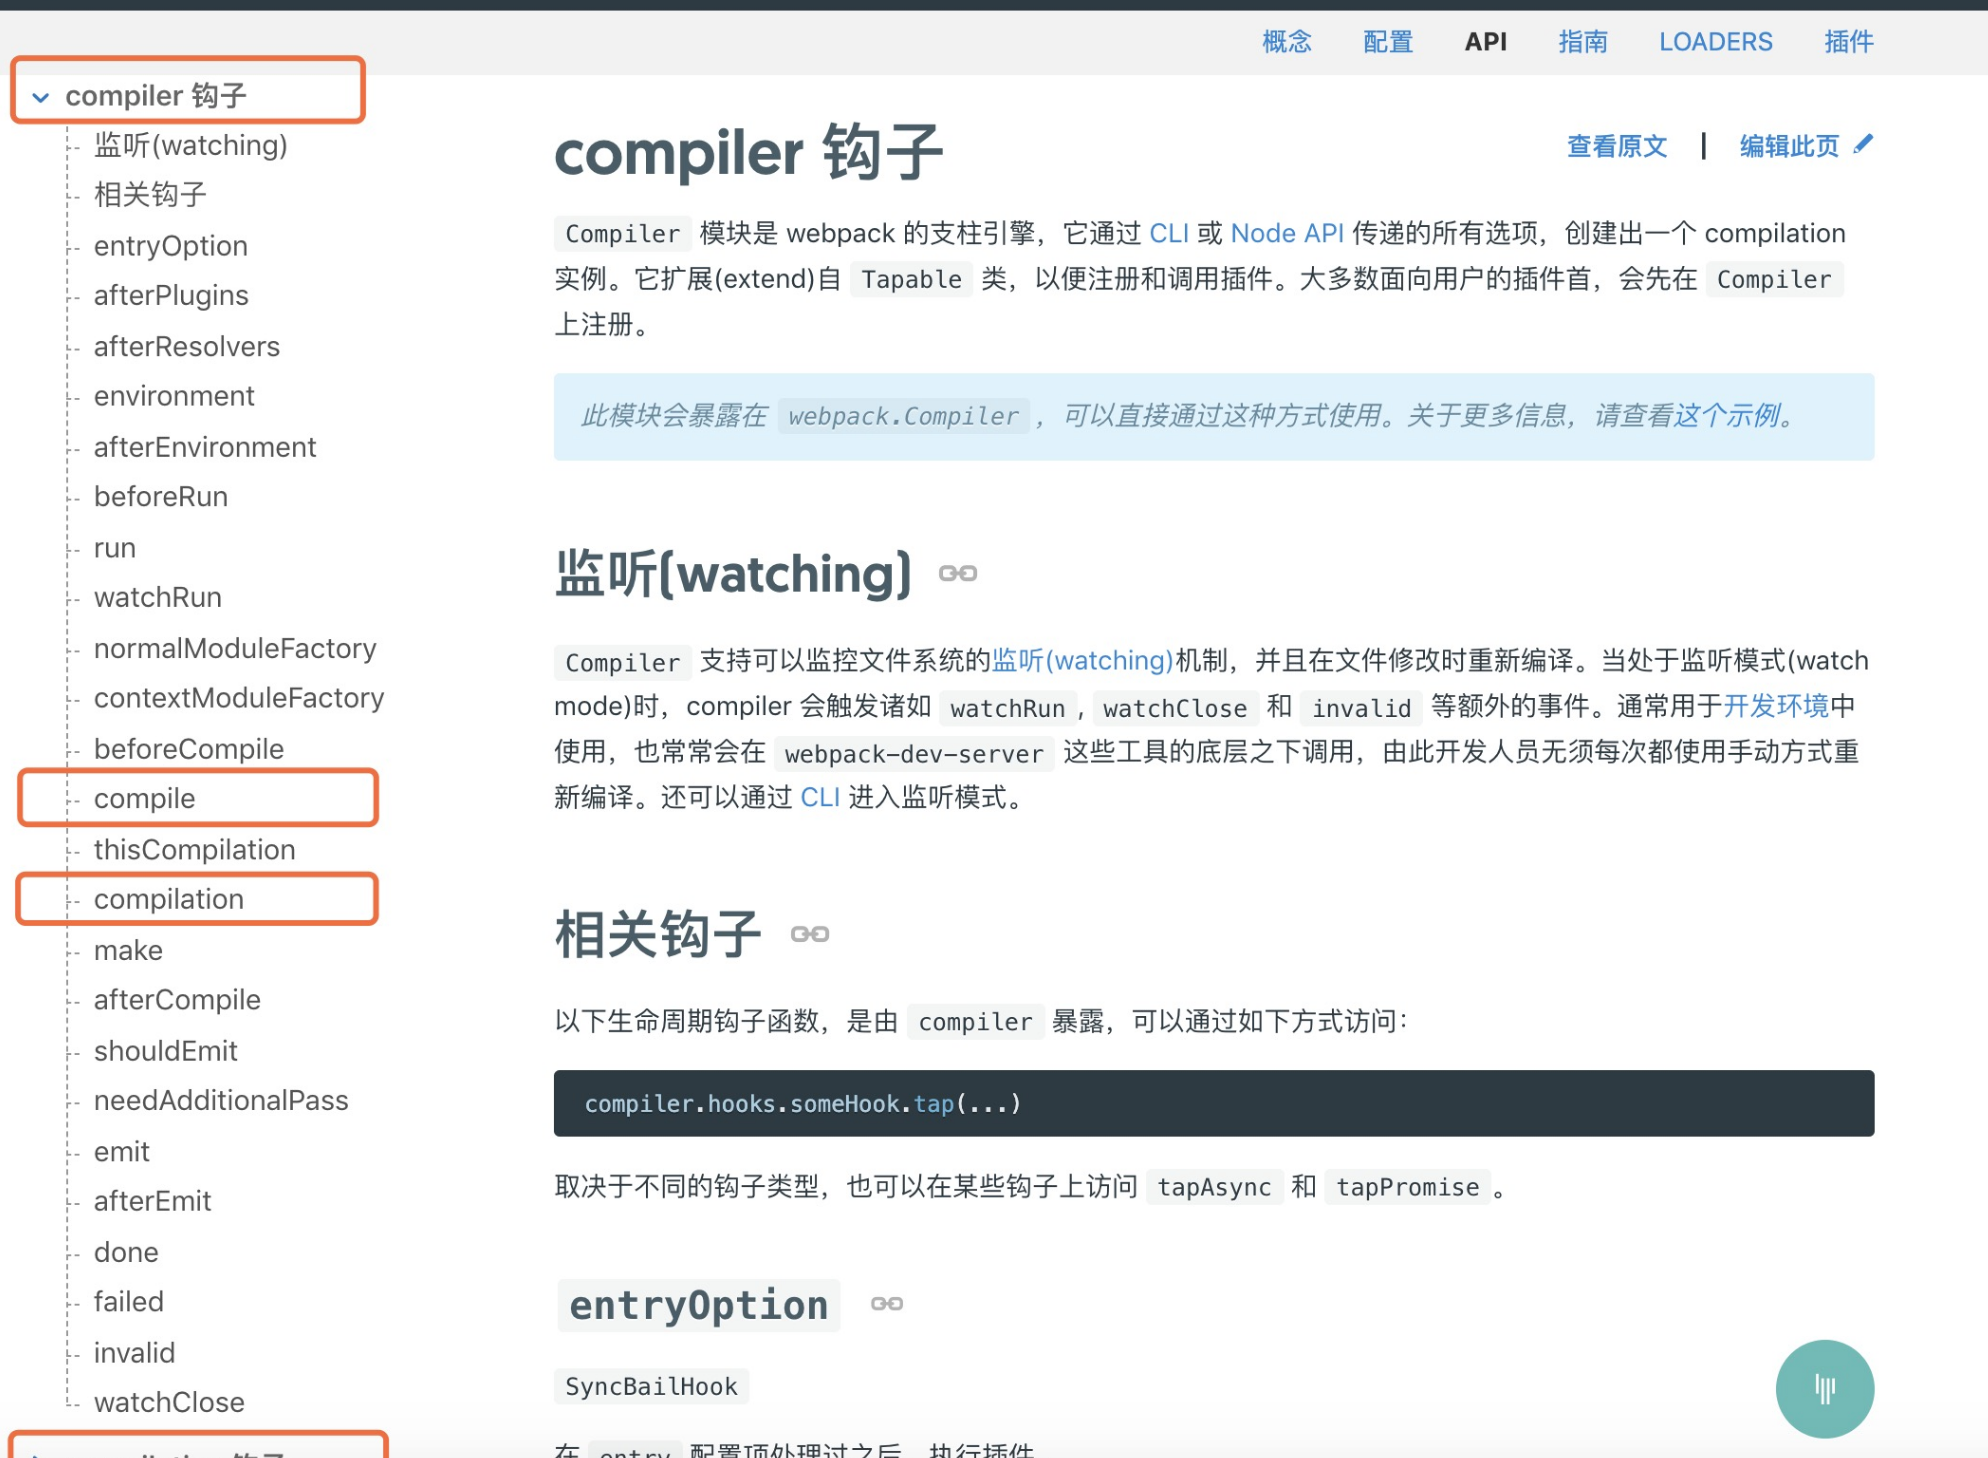 概念 配置 API 指南 LOADERS 插件
compiler 钩子
监听(watching)
相关钩子
entryOption
afterPlugins
afterResolvers
environment
afterEnvironment
beforeRun
run
watchRun
normalModuleFactory
contextModuleFactory
beforeCompile
compile
thisCompilation
compilation
make
afterCompile
shouldEmit
needAdditionalPass
emit
afterEmit
done
failed
invalid
watchClose
compiler 钩子
查看原文 | 编辑此页
Compiler 模块是 webpack 的支柱引擎，它通过 CLI 或 Node API 传递的所有选项，创建出一个 compilation
实例。它扩展(extend)自 Tapable 类，以便注册和调用插件。大多数面向用户的插件首，会先在 Compiler
上注册。
此模块会暴露在 webpack.Compiler ，可以直接通过这种方式使用。关于更多信息，请查看这个示例。
监听(watching)
Compiler 支持可以监控文件系统的监听(watching)机制，并且在文件修改时重新编译。当处于监听模式(watch
mode)时，compiler 会触发诸如 watchRun, watchClose 和 invalid 等额外的事件。通常用于开发环境中
使用，也常常会在 webpack-dev-server 这些工具的底层之下调用，由此开发人员无须每次都使用手动方式重
新编译。还可以通过 CLI 进入监听模式。
相关钩子
以下生命周期钩子函数，是由 compiler 暴露，可以通过如下方式访问：
compiler.hooks.someHook.tap(...)
取决于不同的钩子类型，也可以在某些钩子上访问 tapAsync 和 tapPromise 。
entryOption
SyncBailHook
在 entry 配置项处理过之后，执行插件